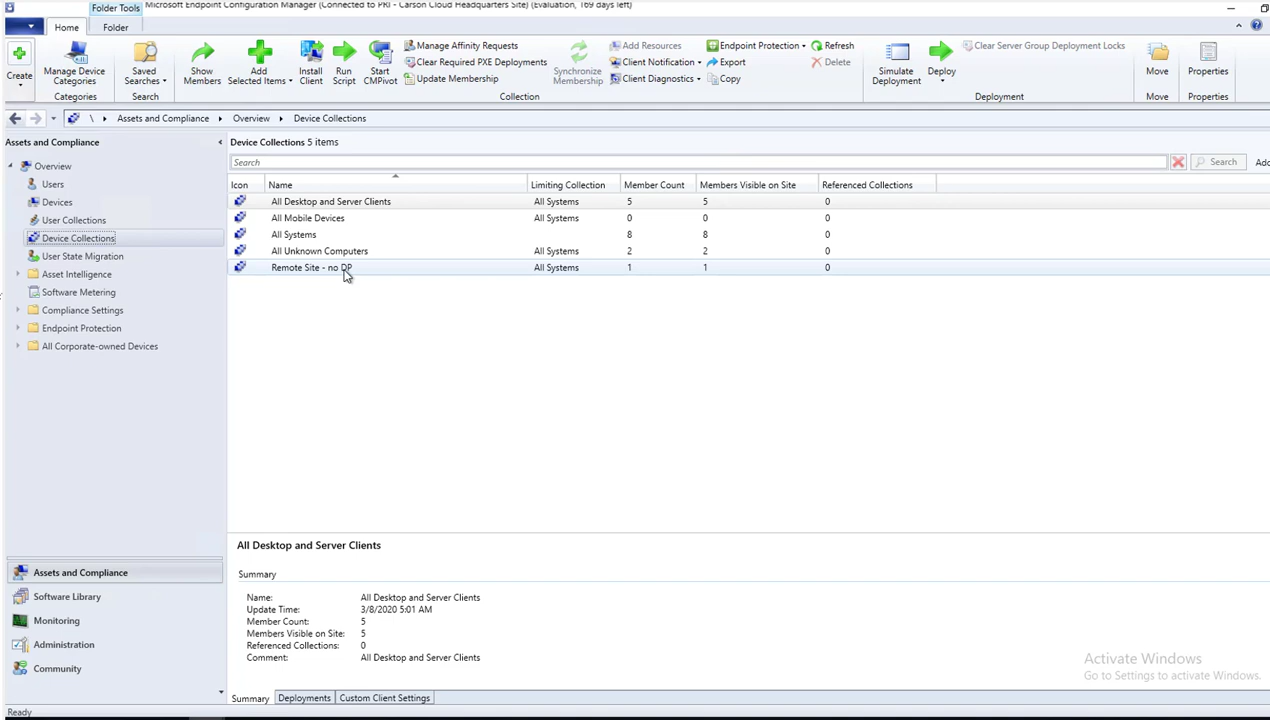 Folder Tools
Microsoft Endpoint Configuration Manager (Connected to PRI - Carson Cloud Headquarters Site) (Evaluation, 169 days left)
Home
Folder
Create
Manage Device Categories
Categories
Saved Searches
Search
Show Members
Add Selected Items
Install Client
Run Script
Start CMPivot
Manage Affinity Requests
Clear Required PXE Deployments
Update Membership
Synchronize Membership
Add Resources
Client Notification
Client Diagnostics
Endpoint Protection
Export
Copy
Refresh
Delete
Collection
Simulate Deployment
Deploy
Clear Server Group Deployment Locks
Deployment
Move
Move
Properties
Properties
\ Assets and Compliance Overview Device Collections
Assets and Compliance
Overview
Users
Devices
User Collections
Device Collections
User State Migration
Asset Intelligence
Software Metering
Compliance Settings
Endpoint Protection
All Corporate-owned Devices
Device Collections 5 items
Search
Search
Icon Name Limiting Collection Member Count Members Visible on Site Referenced Collections
All Desktop and Server Clients All Systems 5 5 0
All Mobile Devices All Systems 0 0 0
All Systems 8 8 0
All Unknown Computers All Systems 2 2 0
Remote Site - no DP All Systems 1 1 0
All Desktop and Server Clients
Summary
Name: All Desktop and Server Clients
Update Time: 3/8/2020 5:01 AM
Member Count: 5
Members Visible on Site: 5
Referenced Collections: 0
Comment: All Desktop and Server Clients
Assets and Compliance
Software Library
Monitoring
Administration
Community
Summary Deployments Custom Client Settings
Activate Windows
Go to Settings to activate Windows.
Ready